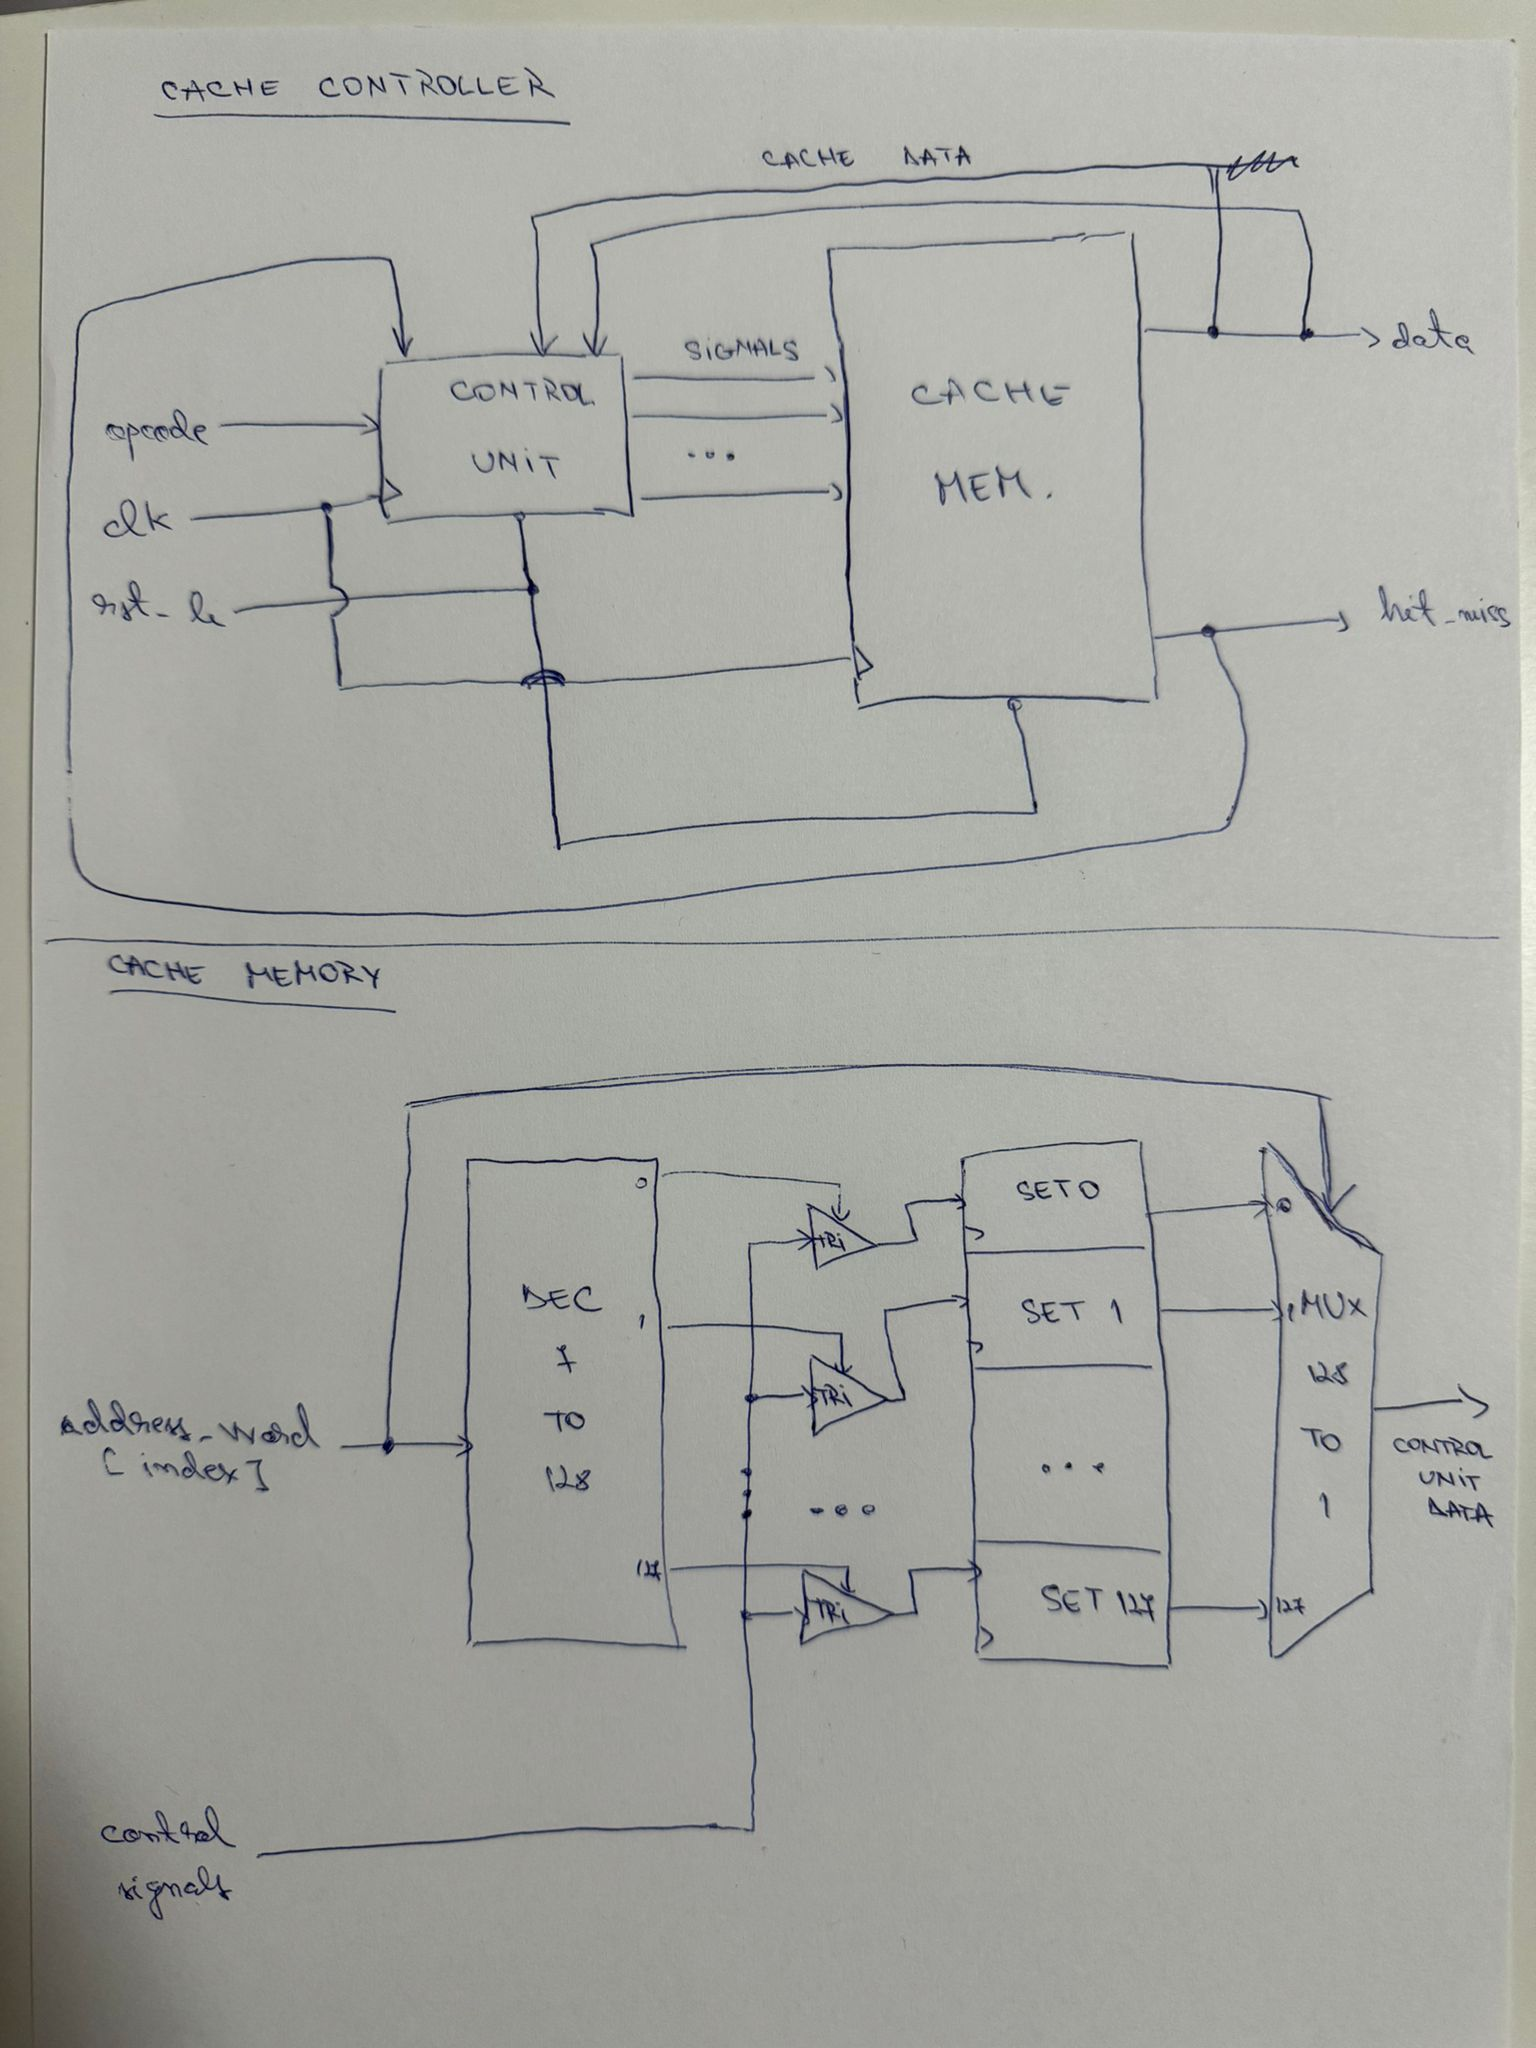 CACHE CONTROLLER
CACHE DATA
SIGNALS
data
CONTROL
UNIT
opcode
...
CACHE
MEM.
clk
rst_b
hit_miss
CACHE MEMORY
0
TRI
SET 0
0
DEC
7
TO
128
1
TRI
SET 1
1
MUX
128
TO
1
address_word
[index]
...
...
CONTROL
UNIT
DATA
127
TRI
SET 127
127
control
signals